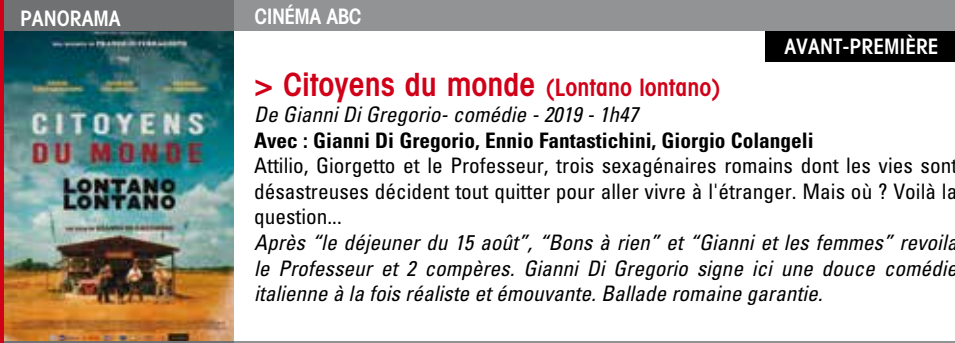 PANORAMA
CINÉMA ABC
AVANT-PREMIÈRE
CITOYENS
DU MONDE
LONTANO
LONTANO
> Citoyens du monde (Lontano lontano)
De Gianni Di Gregorio- comédie - 2019 - 1h47
Avec : Gianni Di Gregorio, Ennio Fantastichini, Giorgio Colangeli
Attilio, Giorgetto et le Professeur, trois sexagénaires romains dont les vies sont
désastreuses décident tout quitter pour aller vivre à l'étranger. Mais où ? Voilà la
question...
Après “le déjeuner du 15 août”, “Bons à rien” et “Gianni et les femmes” revoila
le Professeur et 2 compères. Gianni Di Gregorio signe ici une douce comédie
italienne à la fois réaliste et émouvante. Ballade romaine garantie.